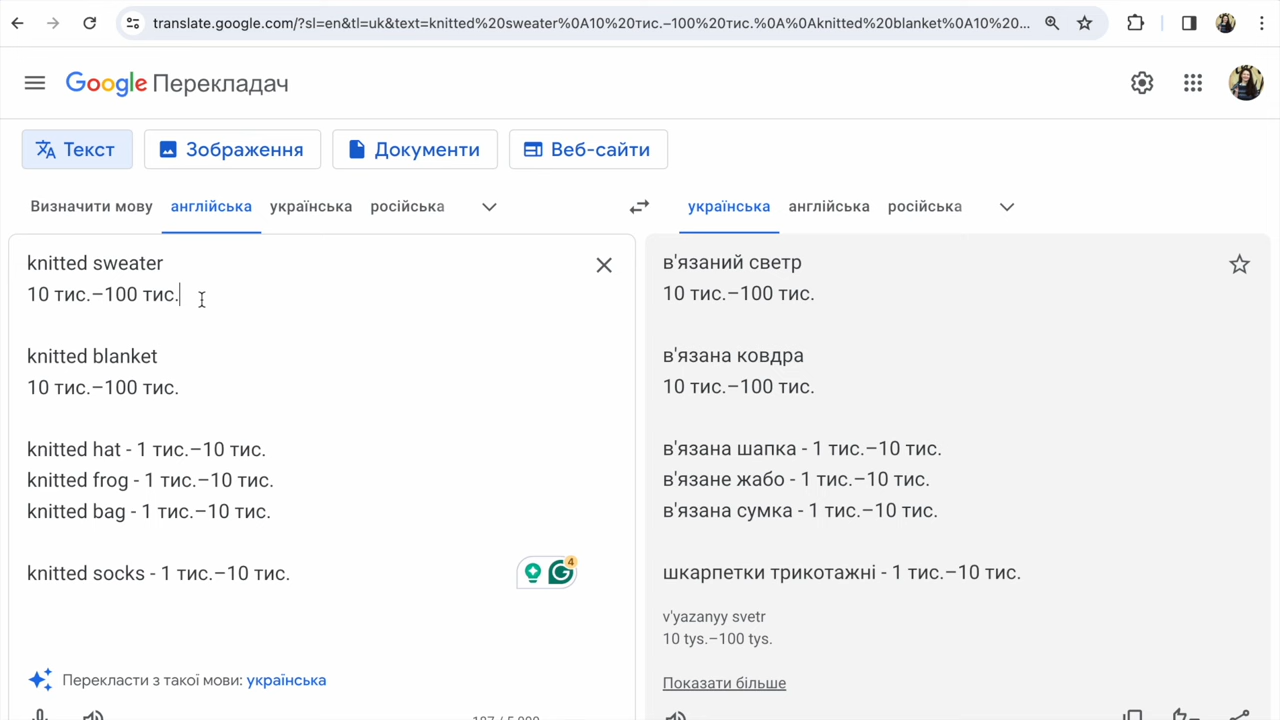 translate.google.com/?sl=en&tl=uk&text=knitted%20sweater%0A10%20тис.–100%20тис.%0A%0Aknitted%20blanket%0A10%20...
Google Перекладач
Текст
Зображення
Документи
Веб-сайти
Визначити мову англійська українська російська
українська англійська російська
knitted sweater
10 тис.–100 тис.
knitted blanket
10 тис.–100 тис.
knitted hat - 1 тис.–10 тис.
knitted frog - 1 тис.–10 тис.
knitted bag - 1 тис.–10 тис.
knitted socks - 1 тис.–10 тис.
4
Перекласти з такої мови: українська
в'язаний светр
10 тис.–100 тис.
в'язана ковдра
10 тис.–100 тис.
в'язана шапка - 1 тис.–10 тис.
в'язане жабо - 1 тис.–10 тис.
в'язана сумка - 1 тис.–10 тис.
шкарпетки трикотажні - 1 тис.–10 тис.
v'yazanyy svetr
10 tys.–100 tys.
Показати більше